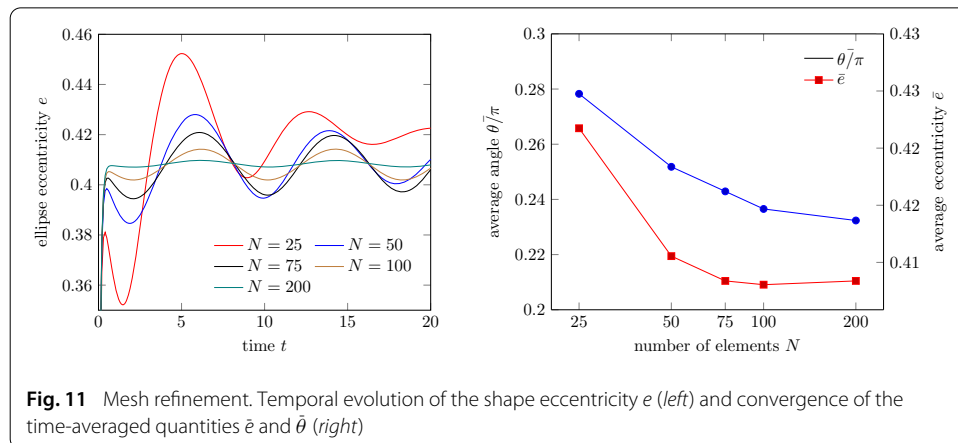 0.46
0.44
0.42
0.4
0.38
0.36
ellipse eccentricity e
0
5
10
15
20
time t
N = 25
N = 50
N = 75
N = 100
N = 200
0.3
0.28
0.26
0.24
0.22
0.2
average angle θ̄/π
25
50
75
100
200
number of elements N
0.43
0.43
0.42
0.42
0.41
average eccentricity ē
θ̄/π
ē
Fig. 11 Mesh refinement. Temporal evolution of the shape eccentricity e (left) and convergence of the
time-averaged quantities ē and θ̄ (right)